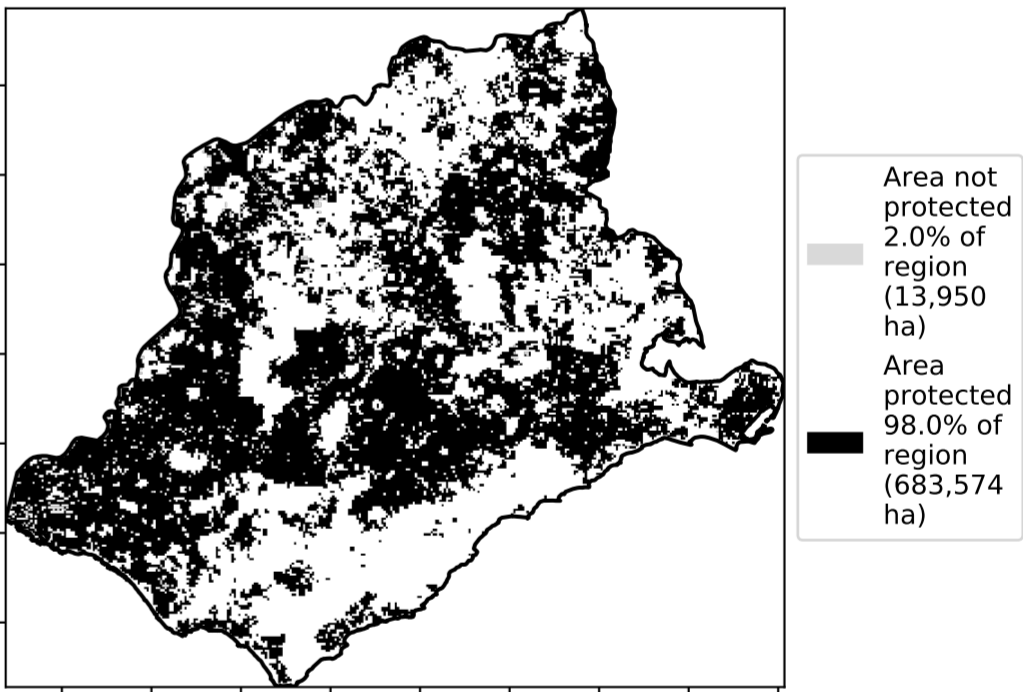 Area not
protected
2.0% of
region
(13,950
ha)
Area
protected
98.0% of
region
(683,574
ha)